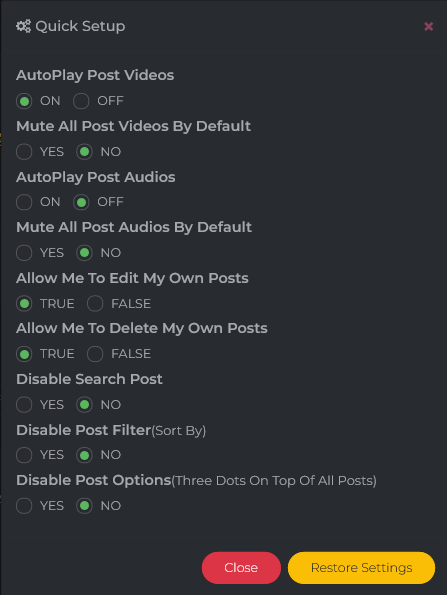 Quick Setup
AutoPlay Post Videos
ON OFF
Mute All Post Videos By Default
YES NO
AutoPlay Post Audios
ON OFF
Mute All Post Audios By Default
YES NO
Allow Me To Edit My Own Posts
TRUE FALSE
Allow Me To Delete My Own Posts
TRUE FALSE
Disable Search Post
YES NO
Disable Post Filter(Sort By)
YES NO
Disable Post Options(Three Dots On Top Of All Posts)
YES NO
Close Restore Settings